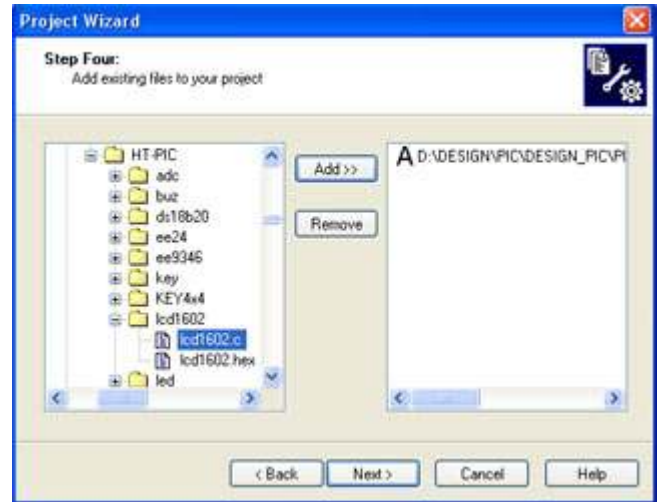 Project Wizard
Step Four:
Add existing files to your project
HT-PIC
adc
buz
ds18b20
ee24
ee9346
key
KEY4x4
lcd1602
lcd1602.c
lcd1602.hex
led
Add >>
Remove
A D:\DESIGN\PIC\DESIGN_PIC\PI
< Back
Next >
Cancel
Help